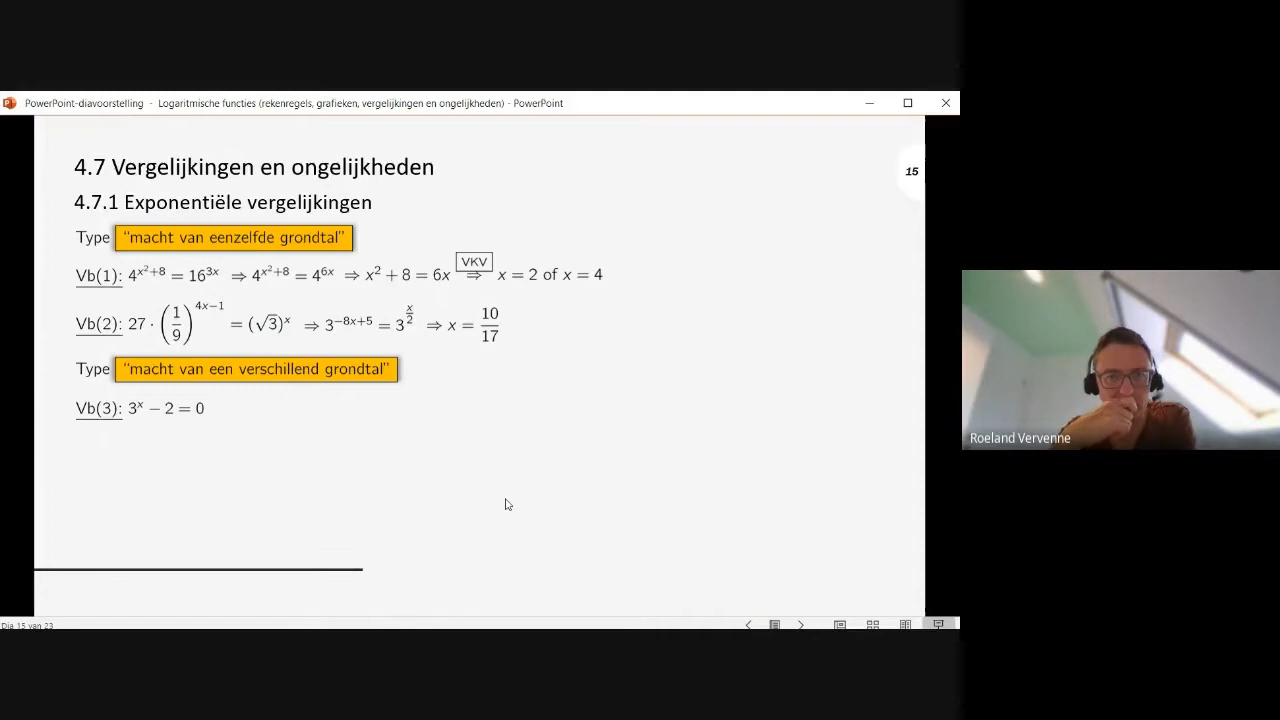 PowerPoint-diavoorstelling - Logaritmische functies (rekenregels, grafieken, vergelijkingen en ongelijkheden) - PowerPoint
4.7 Vergelijkingen en ongelijkheden
15
4.7.1 Exponentiële vergelijkingen
Type "macht van eenzelfde grondtal"
Vb(1): 4^{x^2+8} = 16^{3x} ⇒ 4^{x^2+8} = 4^{6x} ⇒ x^2 + 8 = 6x VKV ⇒ x = 2 of x = 4
Vb(2): 27 · (1/9)^{4x−1} = (√3)^x ⇒ 3^{−8x+5} = 3^{x/2} ⇒ x = 10/17
Type "macht van een verschillend grondtal"
Vb(3): 3^x − 2 = 0
Roeland Vervenne
Dia 15 van 23